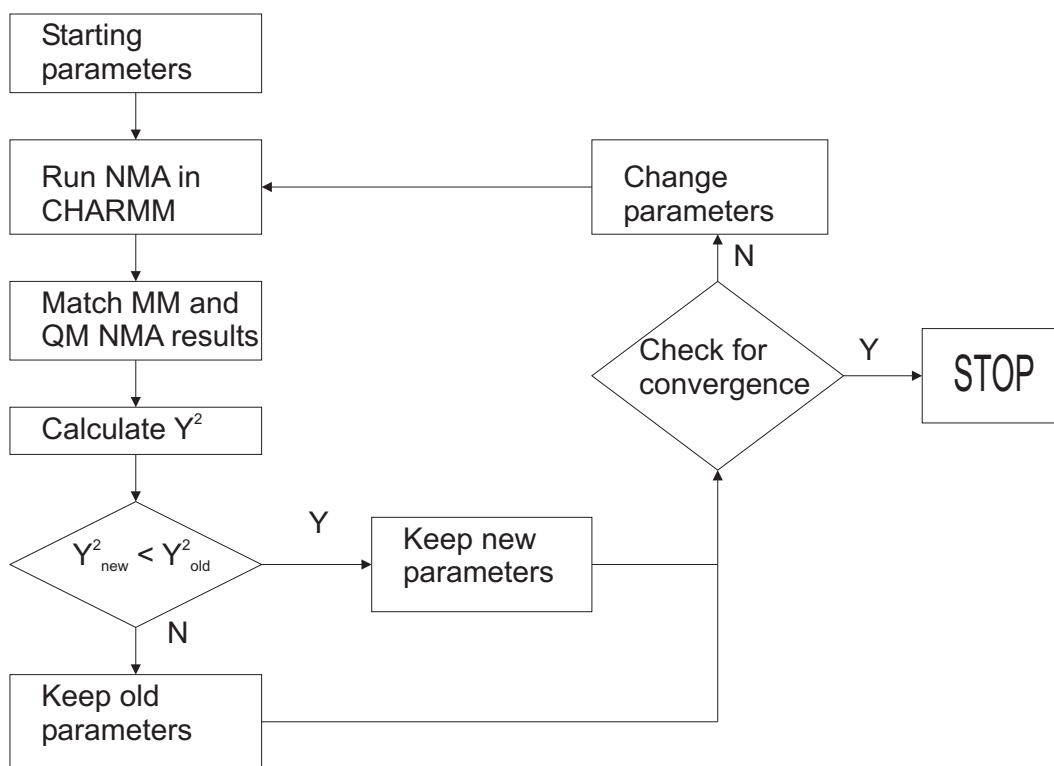 Starting
parameters
Run NMA in
CHARMM
Match MM and
QM NMA results
Calculate Y²
Y²new < Y²old
Y
N
Keep new
parameters
Keep old
parameters
Change
parameters
N
Check for
convergence
Y
STOP